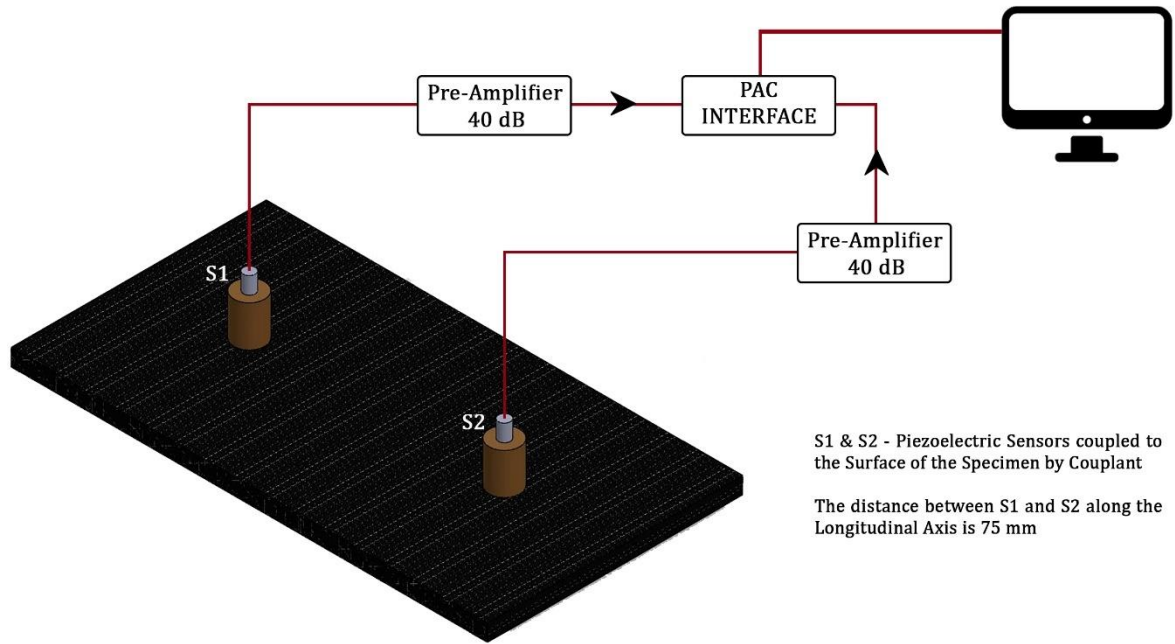 Pre-Amplifier
40 dB
PAC
INTERFACE
Pre-Amplifier
40 dB
S1
S2
S1 & S2 - Piezoelectric Sensors coupled to
the Surface of the Specimen by Couplant
The distance between S1 and S2 along the
Longitudinal Axis is 75 mm